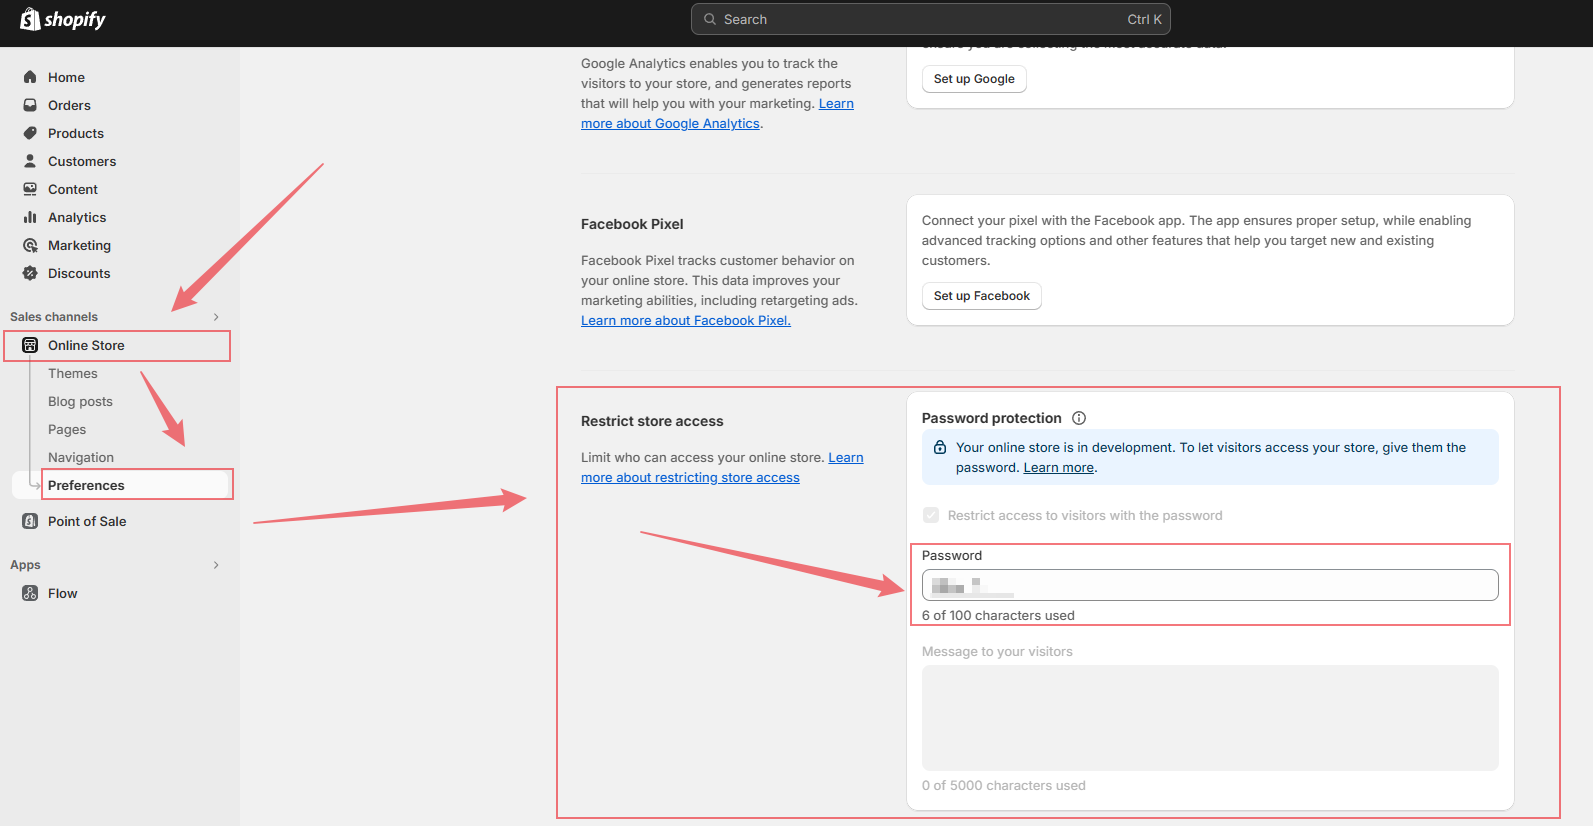 shopify
Search
Ctrl K
Home
Orders
Products
Customers
Content
Analytics
Marketing
Discounts
Sales channels
Online Store
Themes
Blog posts
Pages
Navigation
Preferences
Point of Sale
Apps
Flow
Google Analytics enables you to track the
visitors to your store, and generates reports
that will help you with your marketing. Learn
more about Google Analytics.
ensure you are collecting the most accurate data.
Set up Google
Facebook Pixel
Facebook Pixel tracks customer behavior on
your online store. This data improves your
marketing abilities, including retargeting ads.
Learn more about Facebook Pixel.
Connect your pixel with the Facebook app. The app ensures proper setup, while enabling
advanced tracking options and other features that help you target new and existing
customers.
Set up Facebook
Restrict store access
Limit who can access your online store. Learn
more about restricting store access
Password protection
Your online store is in development. To let visitors access your store, give them the
password. Learn more.
Restrict access to visitors with the password
Password
6 of 100 characters used
Message to your visitors
0 of 5000 characters used